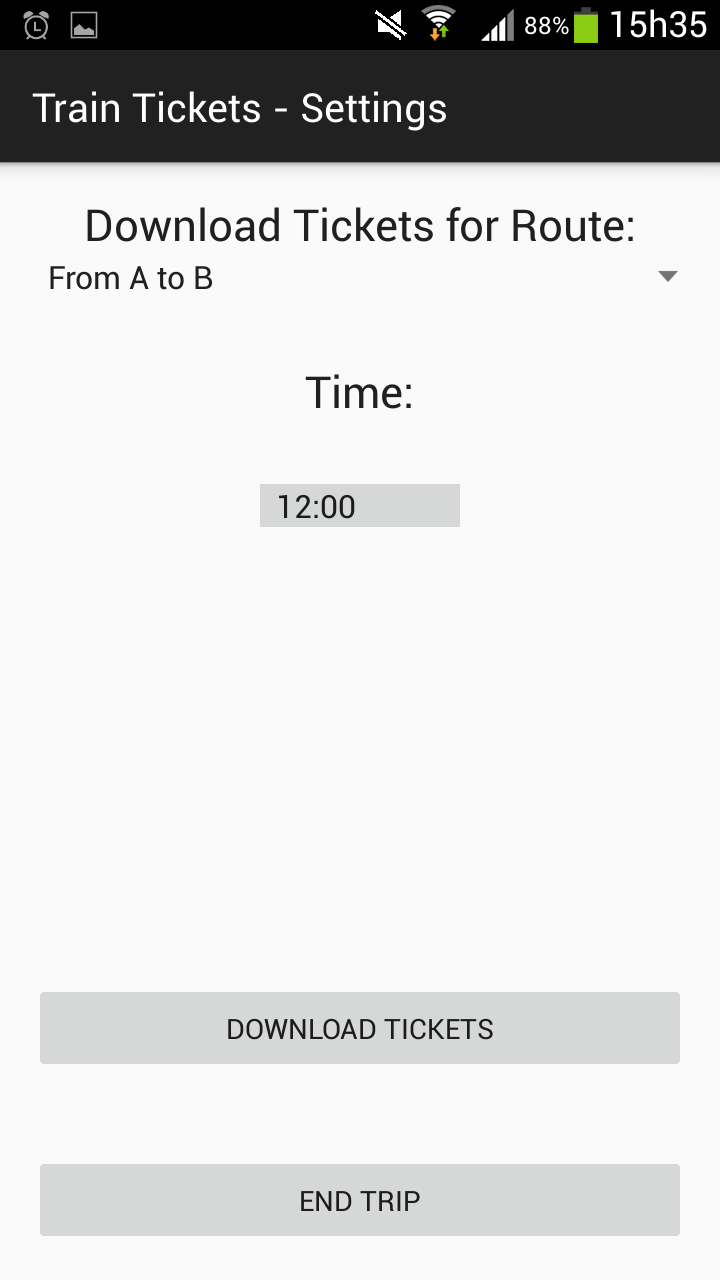 88% 15h35
Train Tickets - Settings
Download Tickets for Route:
From A to B
Time:
12:00
DOWNLOAD TICKETS
END TRIP